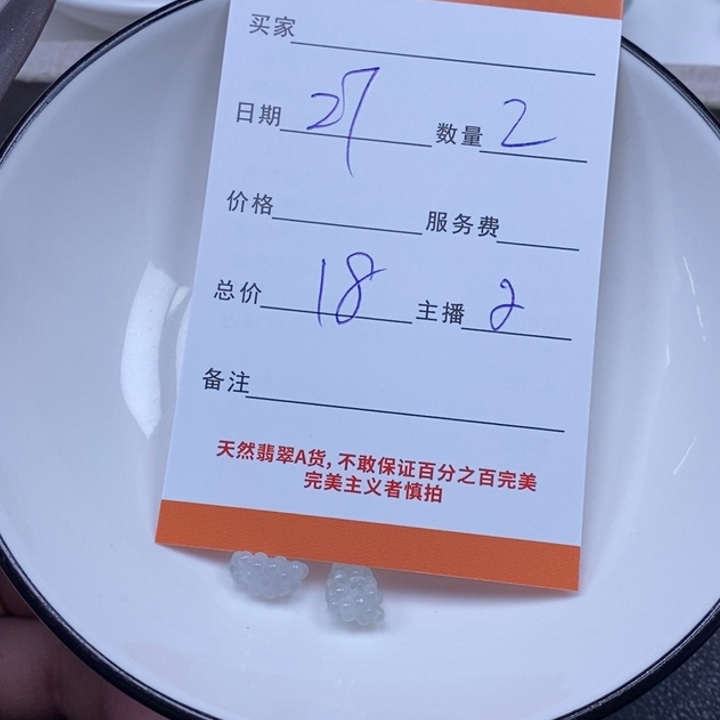 买家
日期 27 数量 2
价格 服务费
总价 18 主播 2
备注
天然翡翠A货,不敢保证百分之百完美
完美主义者慎拍